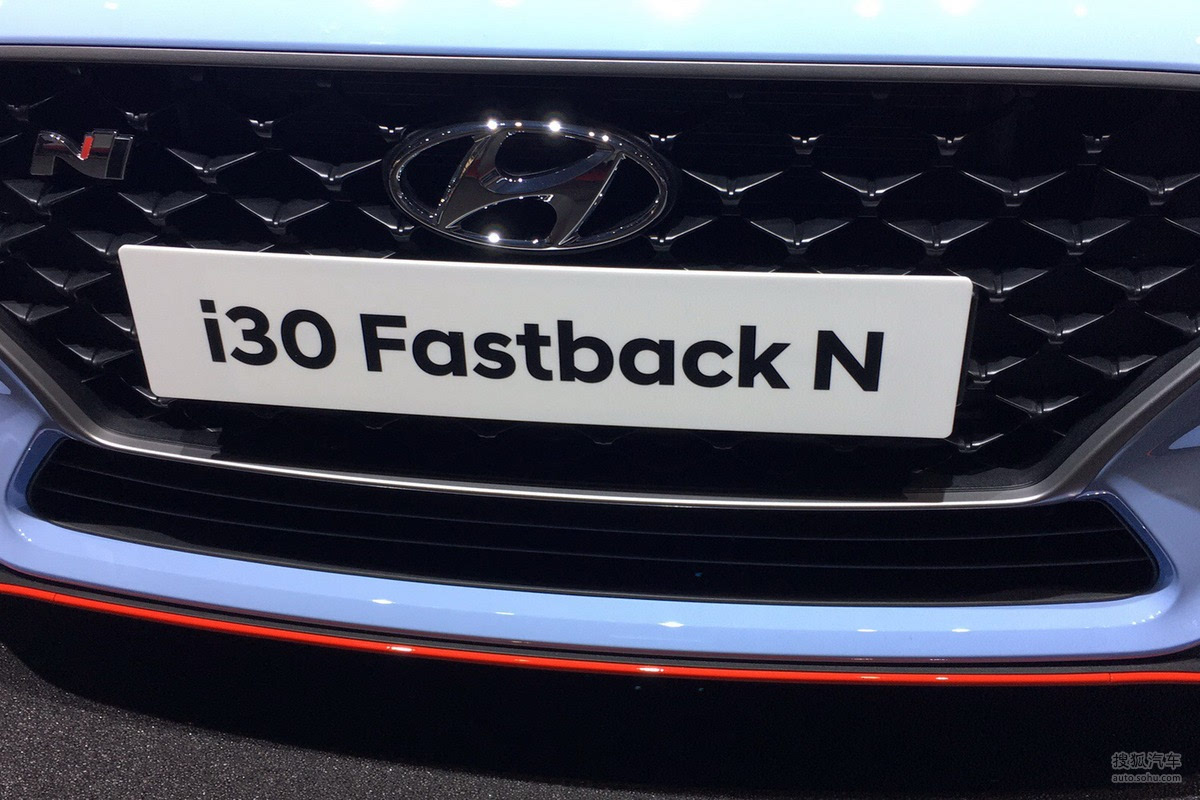 N
i30 Fastback N
搜狐汽车
auto.sohu.com